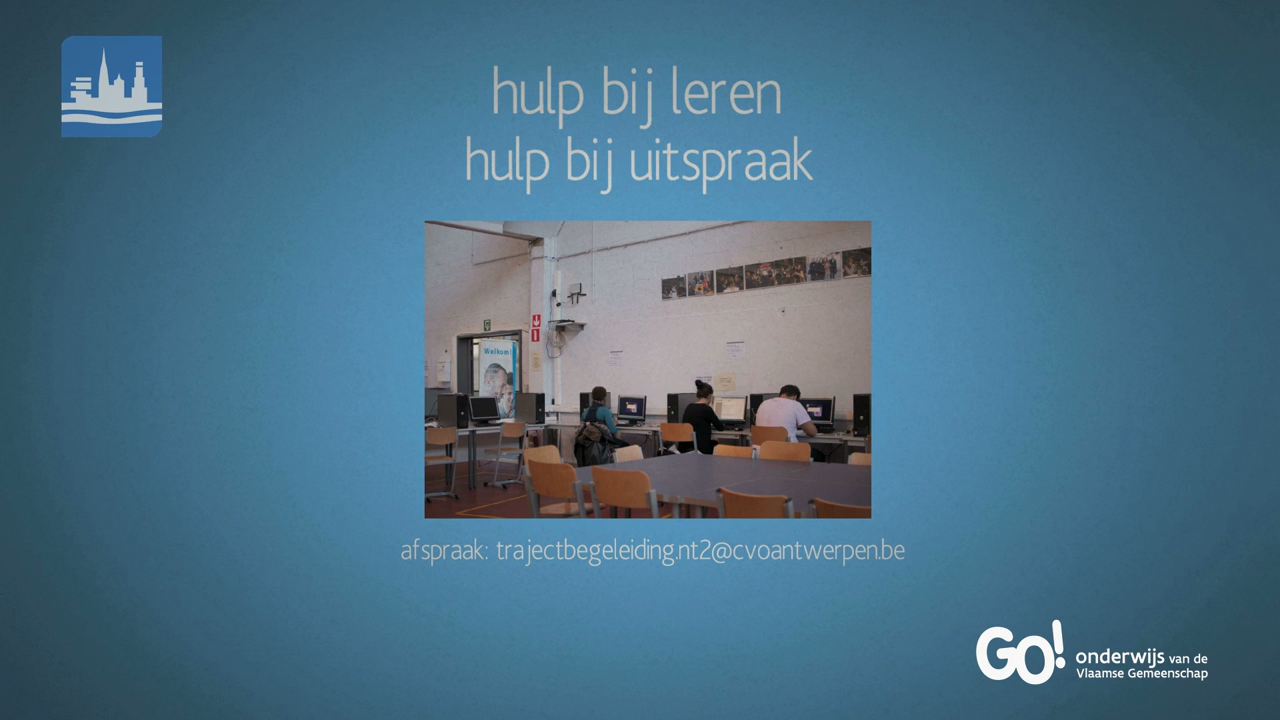 hulp bij leren
hulp bij uitspraak
Welkom!
afspraak: trajectbegeleiding.nt2@cvoantwerpen.be
GO! onderwijs van de
Vlaamse Gemeenschap